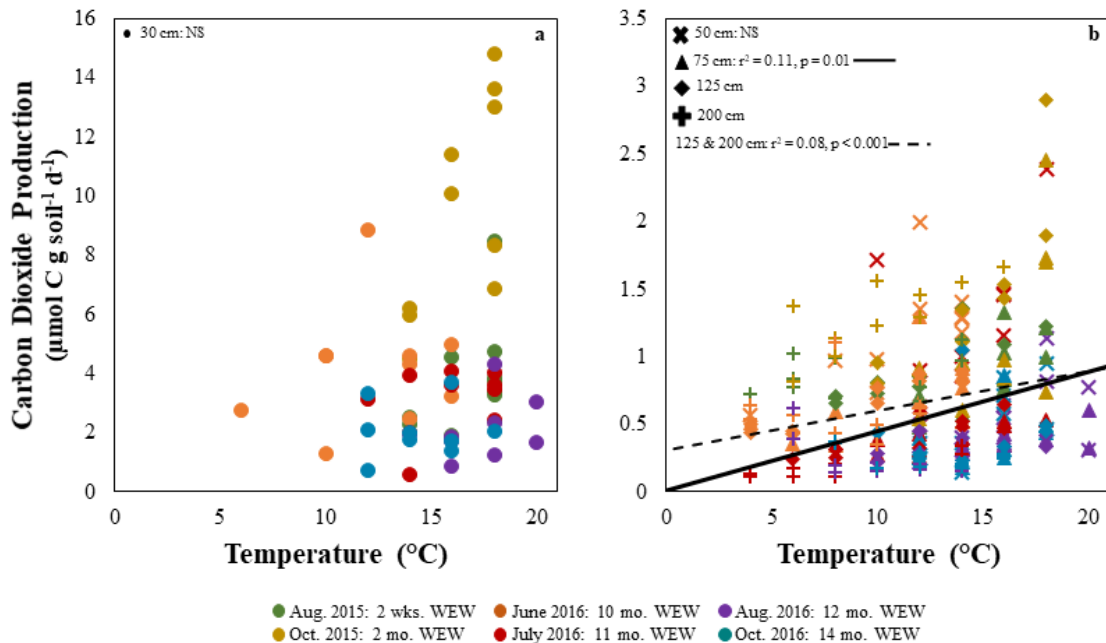 Carbon Dioxide Production
(μmol C g soil⁻¹ d⁻¹)
16
14
12
10
8
6
4
2
0
30 cm: NS
a
0
5
10
15
20
Temperature (°C)
3.5
3
2.5
2
1.5
1
0.5
0
50 cm: NS
b
75 cm: r² = 0.11, p = 0.01
125 cm
200 cm
125 & 200 cm: r² = 0.08, p < 0.001
0
5
10
15
20
Temperature (°C)
Aug. 2015: 2 wks. WEW
June 2016: 10 mo. WEW
Aug. 2016: 12 mo. WEW
Oct. 2015: 2 mo. WEW
July 2016: 11 mo. WEW
Oct. 2016: 14 mo. WEW